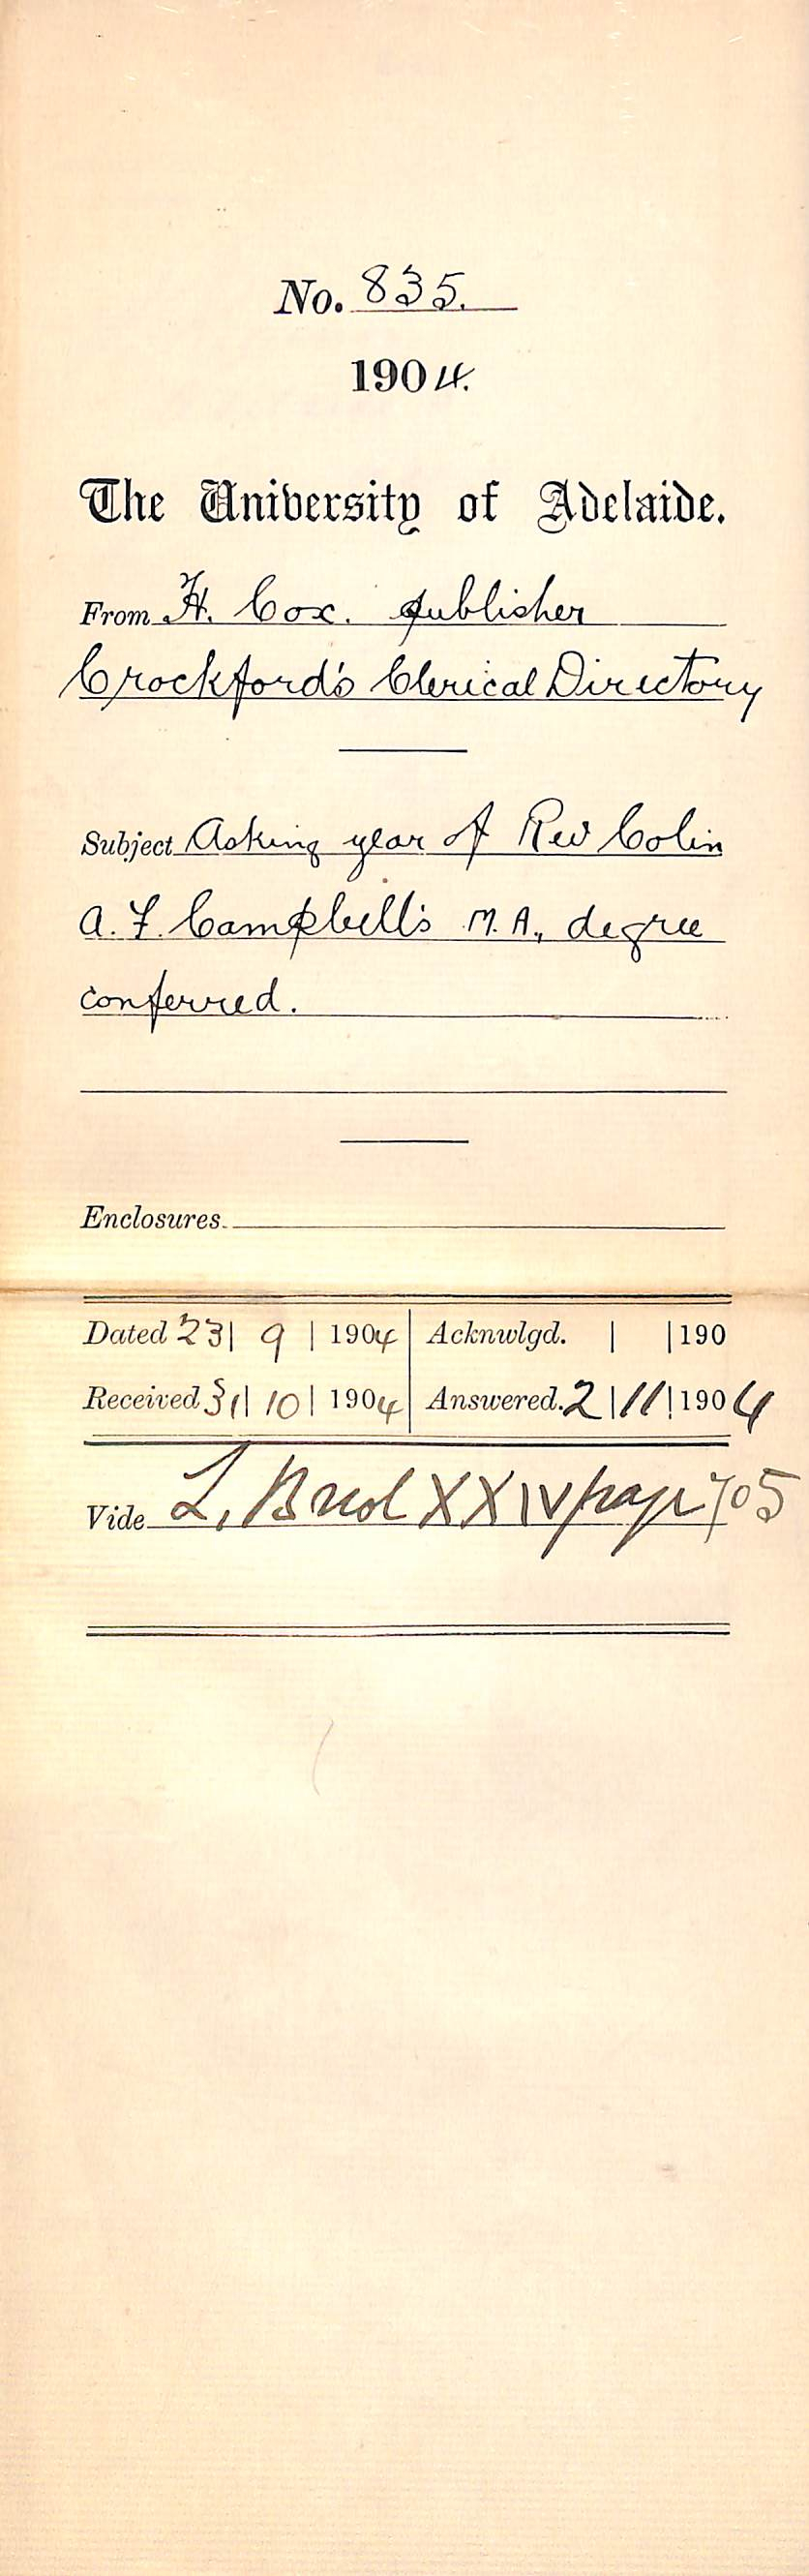 No. 835.
1904.
The University of Adelaide.
From H. Cox. publisher
Crockford's Clerical Directory
Subject Asking year of Rev Colin
A. F. Campbell's M.A., degree
conferred.
Enclosures.
Dated 23| 9 | 1904 Acknwlgd. | |190
Received 31| 10 | 1904 Answered. 2 |11| 1904
Vide L, B vol XXIV page 705